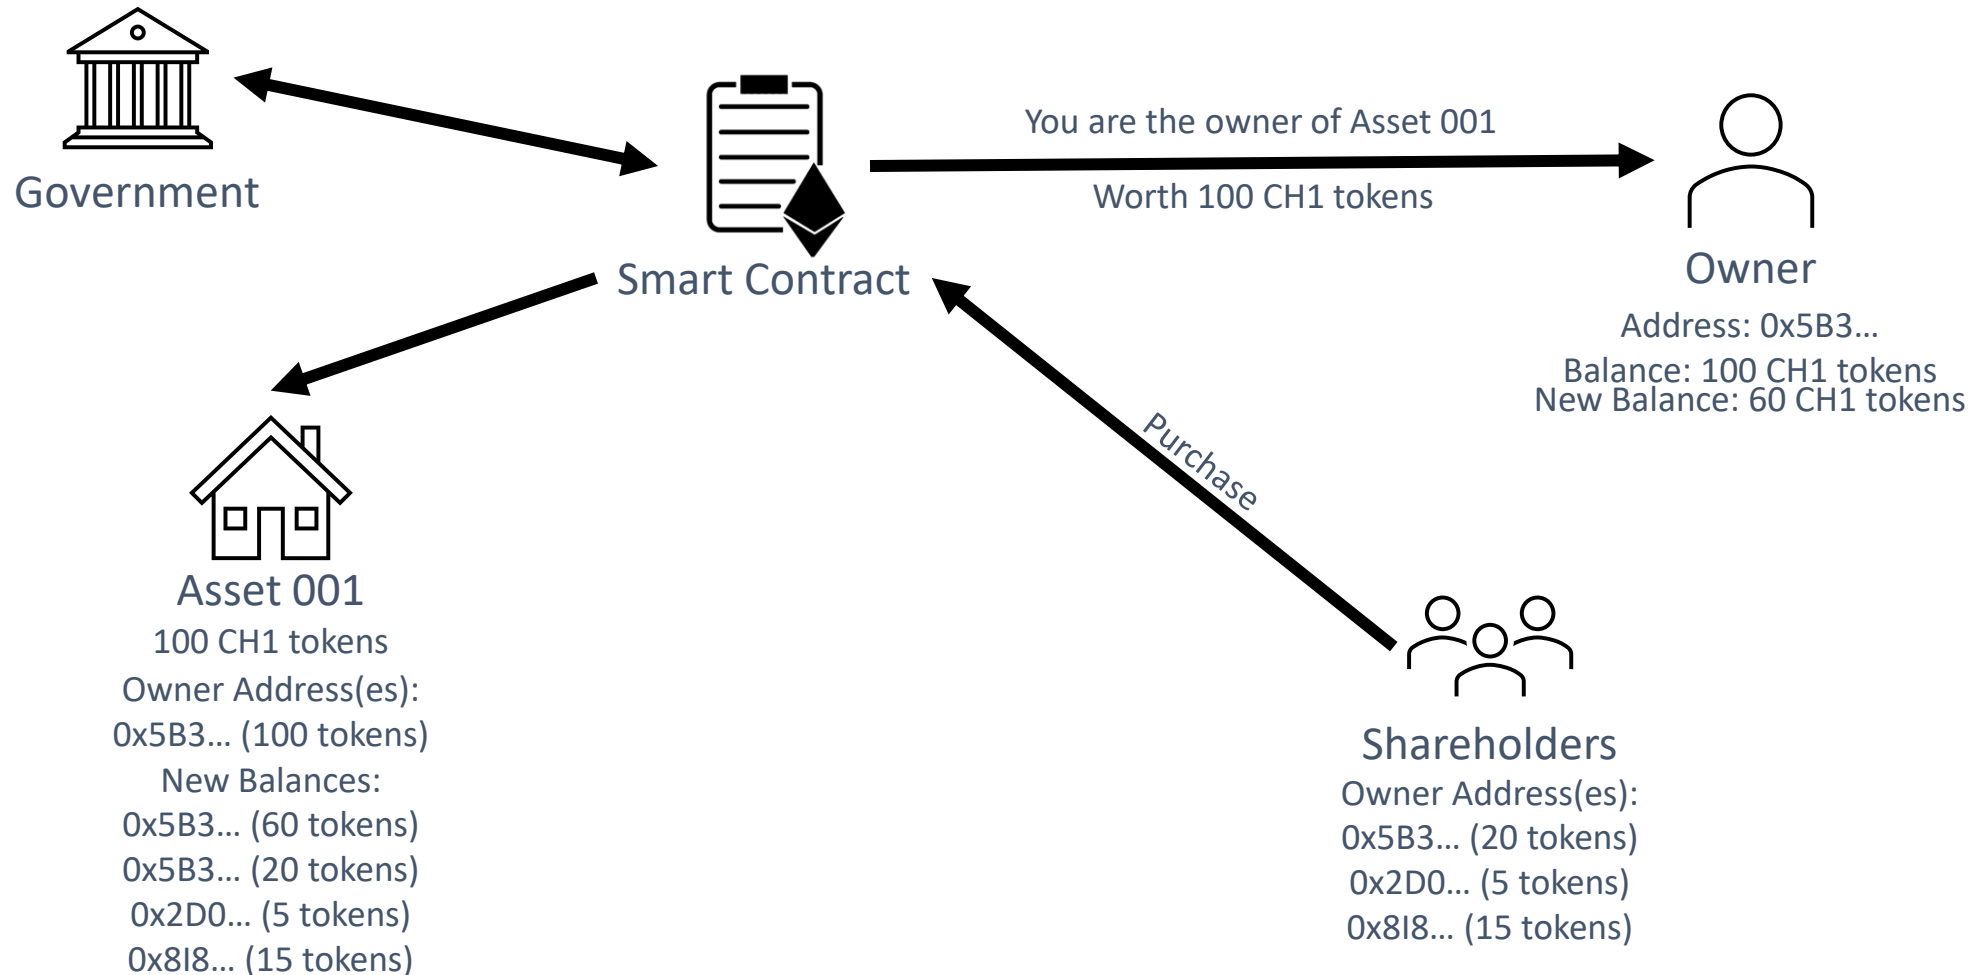 Government
Smart Contract
You are the owner of Asset 001
Worth 100 CH1 tokens
Owner
Address: 0x5B3...
Balance: 100 CH1 tokens
New Balance: 60 CH1 tokens
Purchase
Asset 001
100 CH1 tokens
Owner Address(es):
0x5B3... (100 tokens)
New Balances:
0x5B3... (60 tokens)
0x5B3... (20 tokens)
0x2D0... (5 tokens)
0x8I8... (15 tokens)
Shareholders
Owner Address(es):
0x5B3... (20 tokens)
0x2D0... (5 tokens)
0x8I8... (15 tokens)